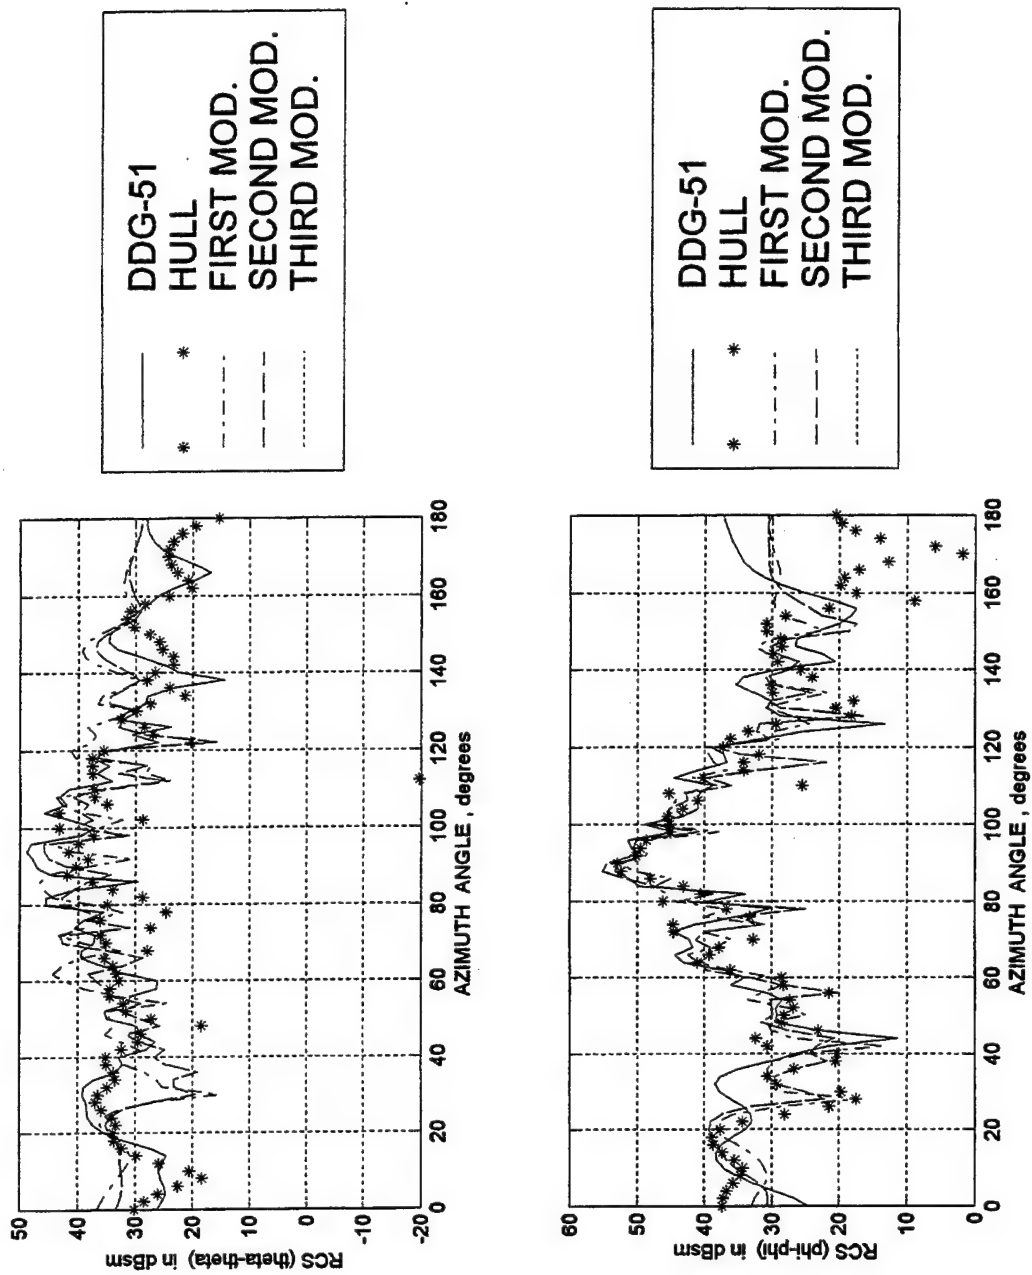 DDG-51
HULL
FIRST MOD.
SECOND MOD.
THIRD MOD.
50
40
30
20
10
0
-10
-20
RCS (theta-theta) in dBsm
0
20
40
60
80
100
120
140
160
180
AZIMUTH ANGLE , degrees
DDG-51
HULL
FIRST MOD.
SECOND MOD.
THIRD MOD.
60
50
40
30
20
10
0
RCS (phi-phi) in dBsm
0
20
40
60
80
100
120
140
160
180
AZIMUTH ANGLE , degrees